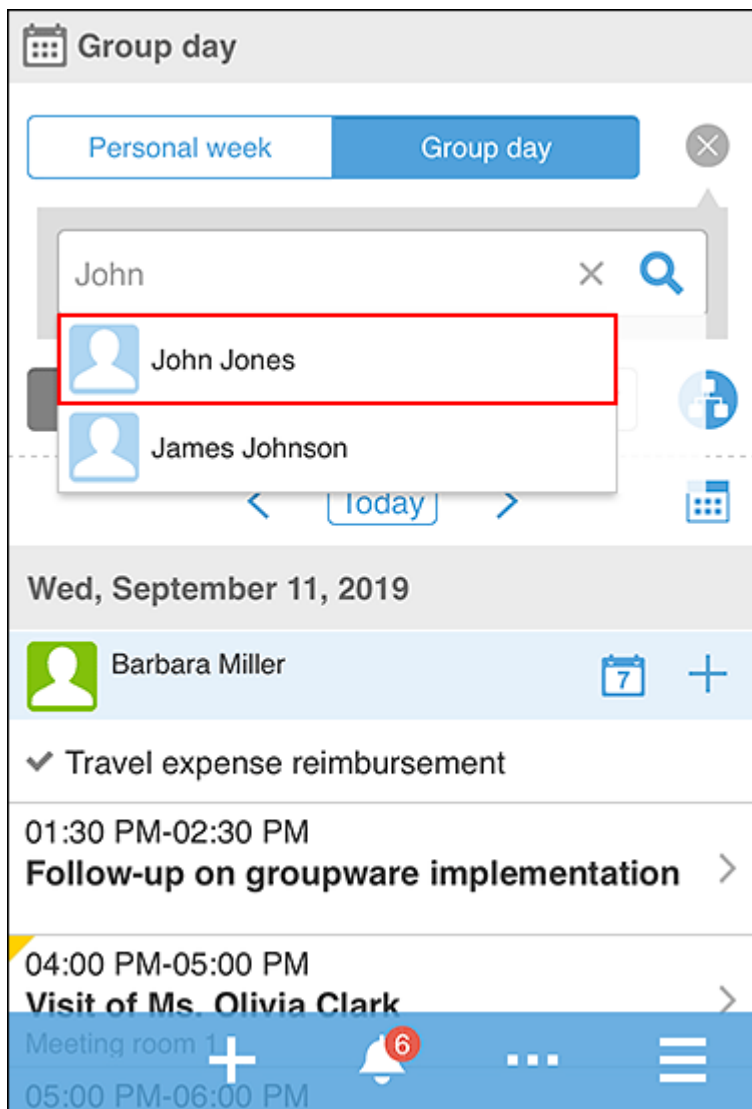 Group day
Personal week Group day
John
John Jones
James Johnson
Today
Wed, September 11, 2019
Barbara Miller
7
Travel expense reimbursement
01:30 PM-02:30 PM
Follow-up on groupware implementation
04:00 PM-05:00 PM
Visit of Ms. Olivia Clark
Meeting room 1
6
05:00 PM-06:00 PM